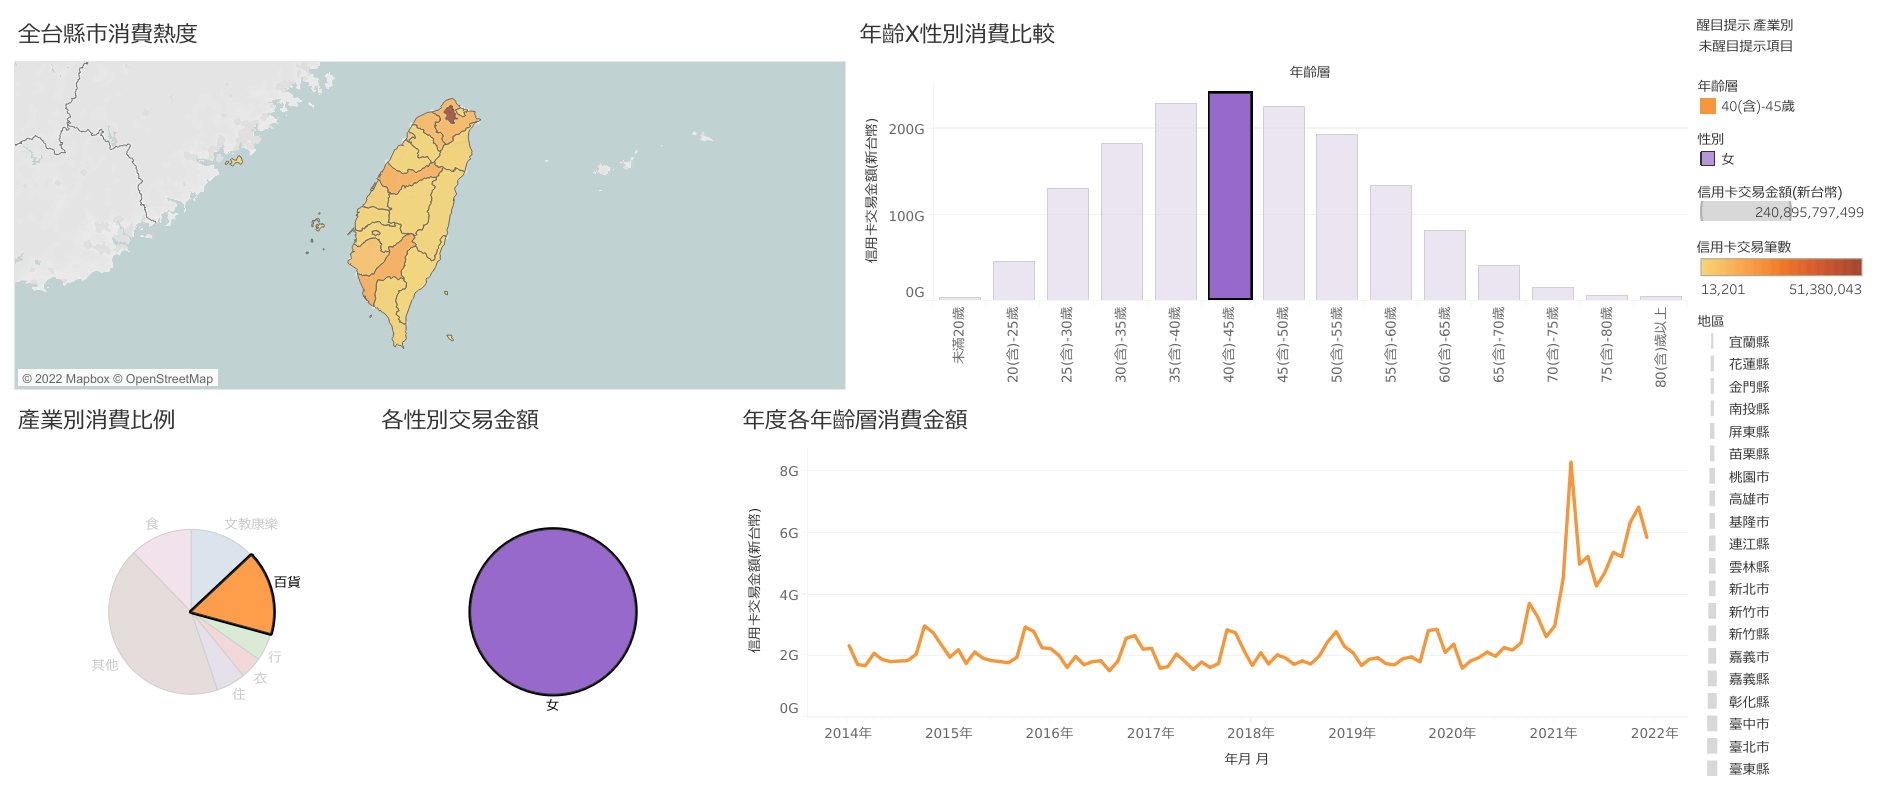 全台縣市消費熱度
© 2022 Mapbox © OpenStreetMap
年齡X性別消費比較
年齡層
信用卡交易金額(新台幣)
200G
100G
0G
未滿20歲
20(含)-25歲
25(含)-30歲
30(含)-35歲
35(含)-40歲
40(含)-45歲
45(含)-50歲
50(含)-55歲
55(含)-60歲
60(含)-65歲
65(含)-70歲
70(含)-75歲
75(含)-80歲
80(含)歲以上
產業別消費比例
食
文教康樂
百貨
行
衣
住
其他
各性別交易金額
女
年度各年齡層消費金額
信用卡交易金額(新台幣)
8G
6G
4G
2G
0G
2014年
2015年
2016年
2017年
2018年
2019年
2020年
2021年
2022年
年月 月
醒目提示 產業別
未醒目提示項目
年齡層
40(含)-45歲
性別
女
信用卡交易金額(新台幣)
240,895,797,499
信用卡交易筆數
13,201
51,380,043
地區
宜蘭縣
花蓮縣
金門縣
南投縣
屏東縣
苗栗縣
桃園市
高雄市
基隆市
連江縣
雲林縣
新北市
新竹市
新竹縣
嘉義市
嘉義縣
彰化縣
臺中市
臺北市
臺東縣